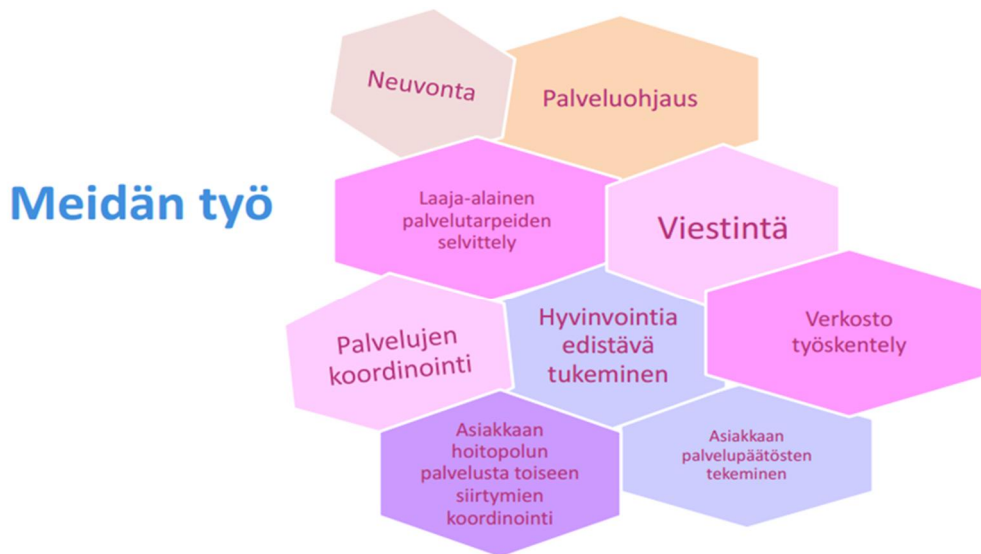 Meidän työ
Neuvonta
Palveluohjaus
Laaja-alainen
palvelutarpeiden
selvittely
Viestintä
Palvelujen
koordinointi
Hyvinvointia
edistävä
tukeminen
Verkosto
työskentely
Asiakkaan
hoitopolun
palvelusta toiseen
siirtymien
koordinointi
Asiakkaan
palvelupäätösten
tekeminen